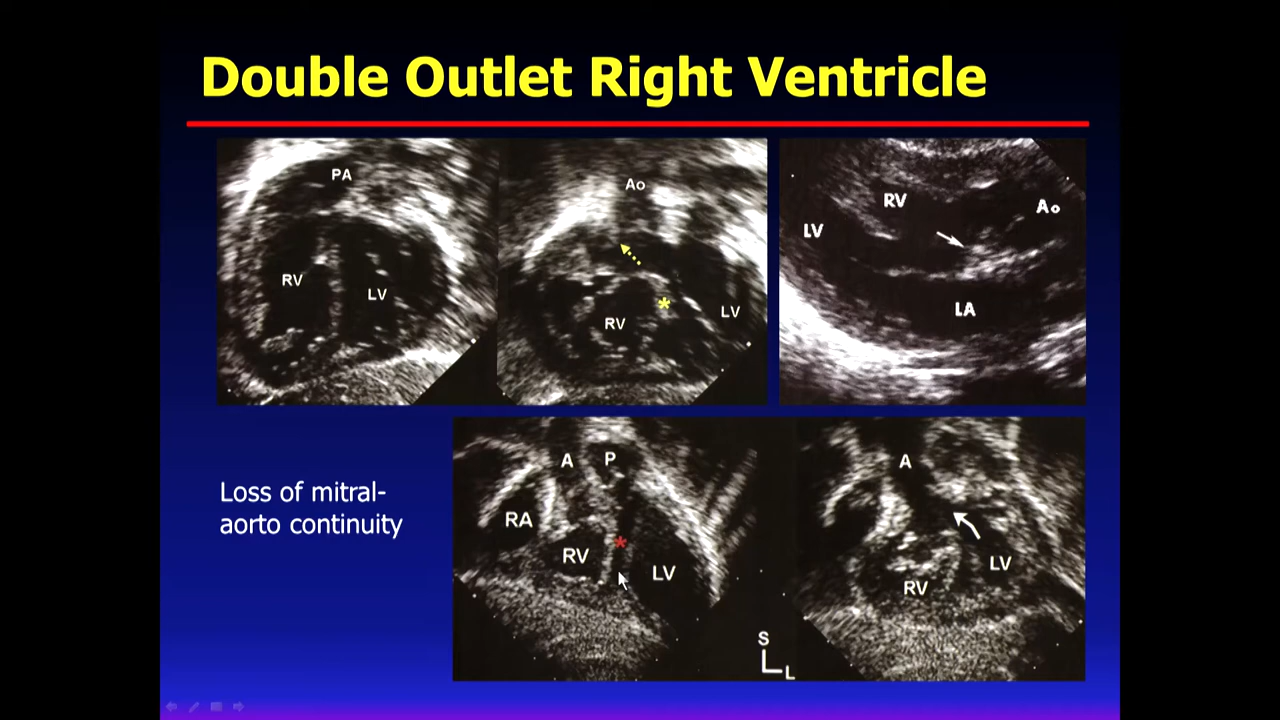 Double Outlet Right Ventricle
PA
RV
LV
Ao
*
RV
LV
RV
Ao
LV
LA
Loss of mitral-
aorto continuity
A
P
RA
RV
*
LV
S
L
A
LV
RV